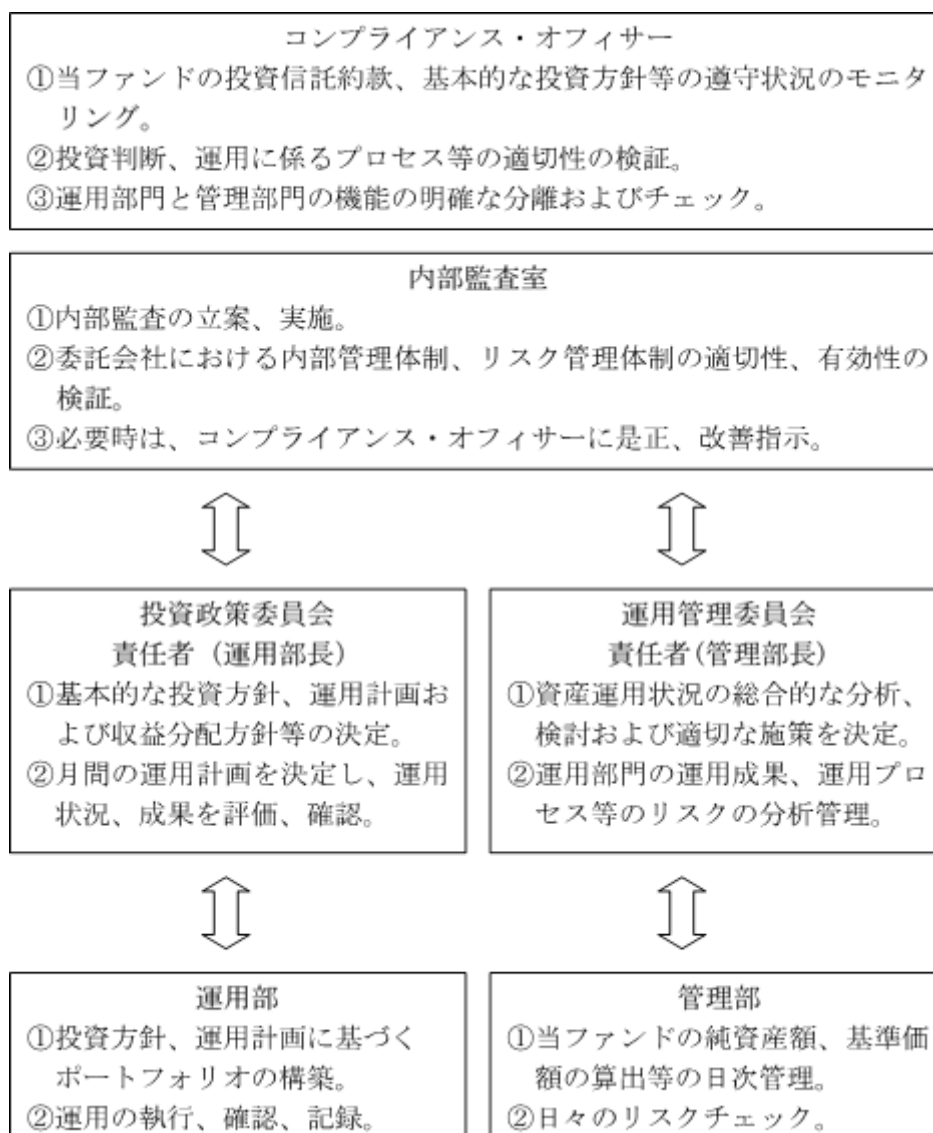 コンプライアンス・オフィサー
①当ファンドの投資信託約款、基本的な投資方針等の遵守状況のモニタ
リング。
②投資判断、運用に係るプロセス等の適切性の検証。
③運用部門と管理部門の機能の明確な分離およびチェック。
内部監査室
①内部監査の立案、実施。
②委託会社における内部管理体制、リスク管理体制の適切性、有効性の
検証。
③必要時は、コンプライアンス・オフィサーに是正、改善指示。
投資政策委員会
責任者（運用部長）
①基本的な投資方針、運用計画お
よび収益分配方針等の決定。
②月間の運用計画を決定し、運用
状況、成果を評価、確認。
運用管理委員会
責任者(管理部長)
①資産運用状況の総合的な分析、
検討および適切な施策を決定。
②運用部門の運用成果、運用プロ
セス等のリスクの分析管理。
運用部
①投資方針、運用計画に基づく
ポートフォリオの構築。
②運用の執行、確認、記録。
管理部
①当ファンドの純資産額、基準価
額の算出等の日次管理。
②日々のリスクチェック。